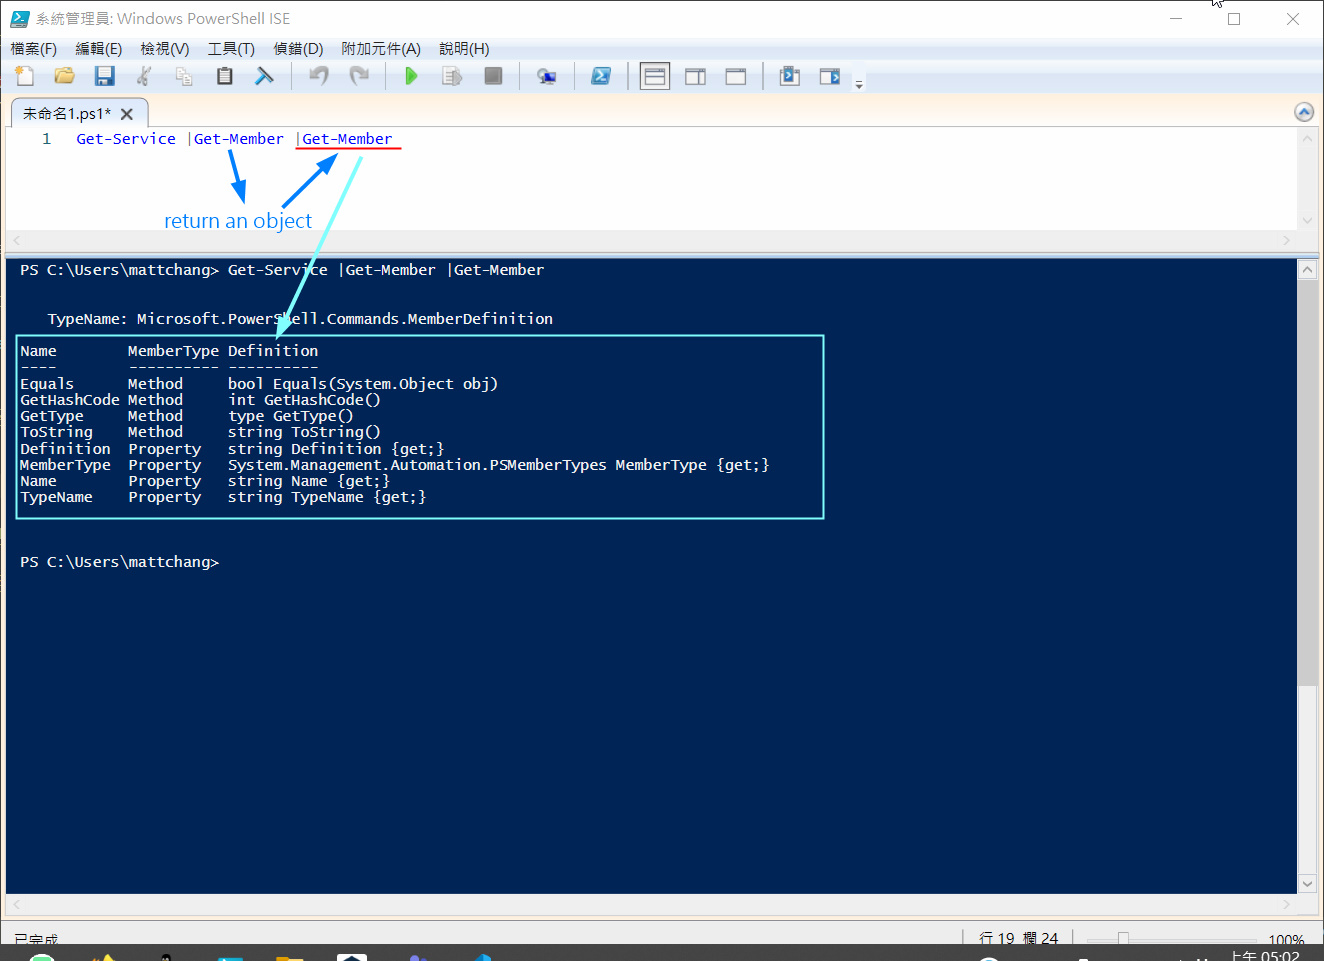 系統管理員: Windows PowerShell ISE
檔案(F) 編輯(E) 檢視(V) 工具(T) 偵錯(D) 附加元件(A) 說明(H)
未命名1.ps1*
1 Get-Service |Get-Member |Get-Member
return an object
PS C:\Users\mattchang> Get-Service |Get-Member |Get-Member
TypeName: Microsoft.PowerShell.Commands.MemberDefinition
Name MemberType Definition
---- ---------- ----------
Equals Method bool Equals(System.Object obj)
GetHashCode Method int GetHashCode()
GetType Method type GetType()
ToString Method string ToString()
Definition Property string Definition {get;}
MemberType Property System.Management.Automation.PSMemberTypes MemberType {get;}
Name Property string Name {get;}
TypeName Property string TypeName {get;}
PS C:\Users\mattchang>
已完成 行 19 欄 24 100%
上午 05:02